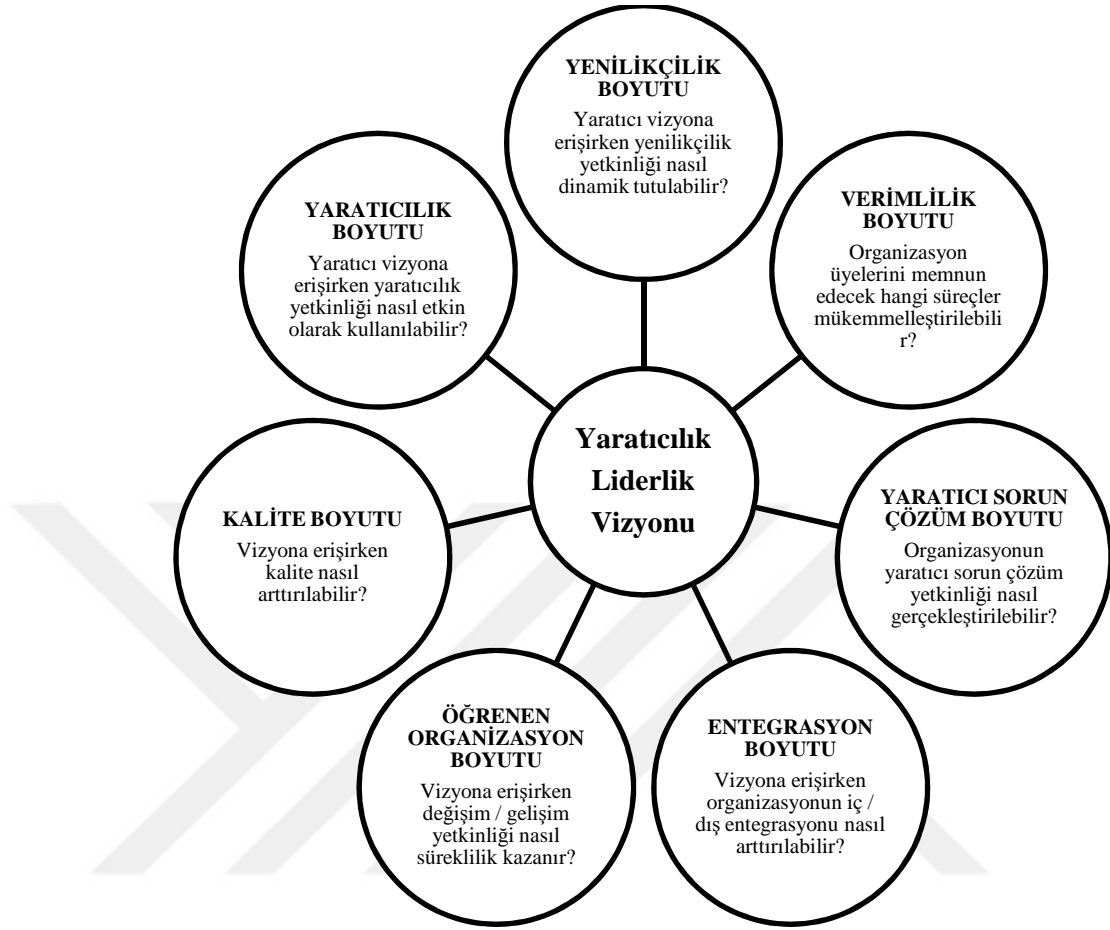 YENİLİKÇİLİK
BOYUTU
Yaratıcı vizyona
erişirken yenilikçilik
yetkinliği nasıl
dinamik tutulabilir?
VERİMLİLİK
BOYUTU
Organizasyon
üyelerini memnun
edecek hangi süreçler
mükemmelleştirilebili
r?
YARATICI SORUN
ÇÖZÜM BOYUTU
Organizasyonun
yaratıcı sorun çözüm
yetkinliği nasıl
gerçekleştirilebilir?
ENTEGRASYON
BOYUTU
Vizyona erişirken
organizasyonun iç /
dış entegrasyonu nasıl
arttırılabilir?
ÖĞRENEN
ORGANİZASYON
BOYUTU
Vizyona erişirken
değişim / gelişim
yetkinliği nasıl
süreklilik kazanır?
KALİTE BOYUTU
Vizyona erişirken
kalite nasıl
arttırılabilir?
YARATICILIK
BOYUTU
Yaratıcı vizyona
erişirken yaratıcılık
yetkinliği nasıl etkin
olarak kullanılabilir?
Yaratıcılık
Liderlik
Vizyonu